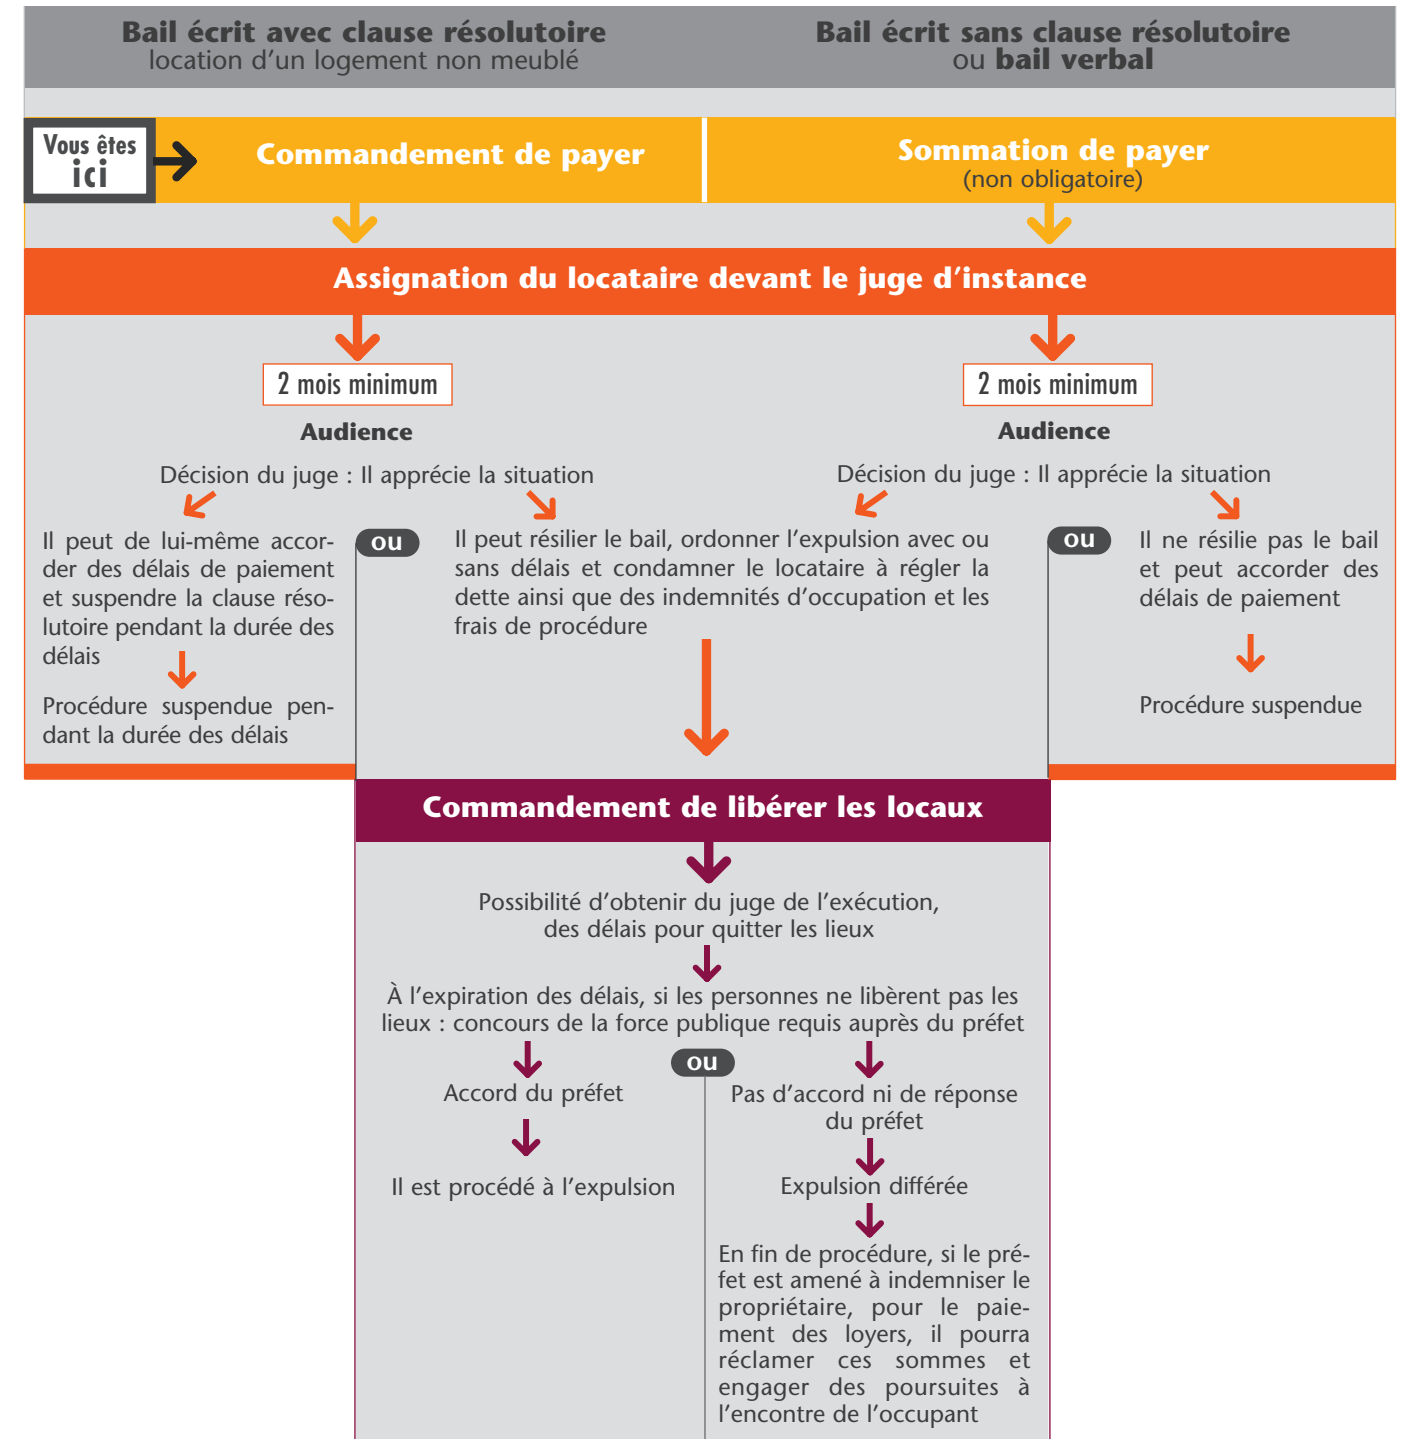 Bail écrit avec clause résolutoire
location d’un logement non meublé
Bail écrit sans clause résolutoire
ou bail verbal
Vous êtes
ici
Commandement de payer
Sommation de payer
(non obligatoire)
Assignation du locataire devant le juge d’instance
2 mois minimum
Audience
Décision du juge : Il apprécie la situation
2 mois minimum
Audience
Décision du juge : Il apprécie la situation
Il peut de lui-même accor-
der des délais de paiement
et suspendre la clause réso-
lutoire pendant la durée des
délais
Procédure suspendue pen-
dant la durée des délais
ou
Il peut résilier le bail, ordonner l’expulsion avec ou
sans délais et condamner le locataire à régler la
dette ainsi que des indemnités d’occupation et les
frais de procédure
ou
Il ne résilie pas le bail
et peut accorder des
délais de paiement
Procédure suspendue
Commandement de libérer les locaux
Possibilité d’obtenir du juge de l’exécution,
des délais pour quitter les lieux
À l’expiration des délais, si les personnes ne libèrent pas les
lieux : concours de la force publique requis auprès du préfet
Accord du préfet
Il est procédé à l’expulsion
ou
Pas d’accord ni de réponse
du préfet
Expulsion différée
En fin de procédure, si le pré-
fet est amené à indemniser le
propriétaire, pour le paie-
ment des loyers, il pourra
réclamer ces sommes et
engager des poursuites à
l’encontre de l’occupant